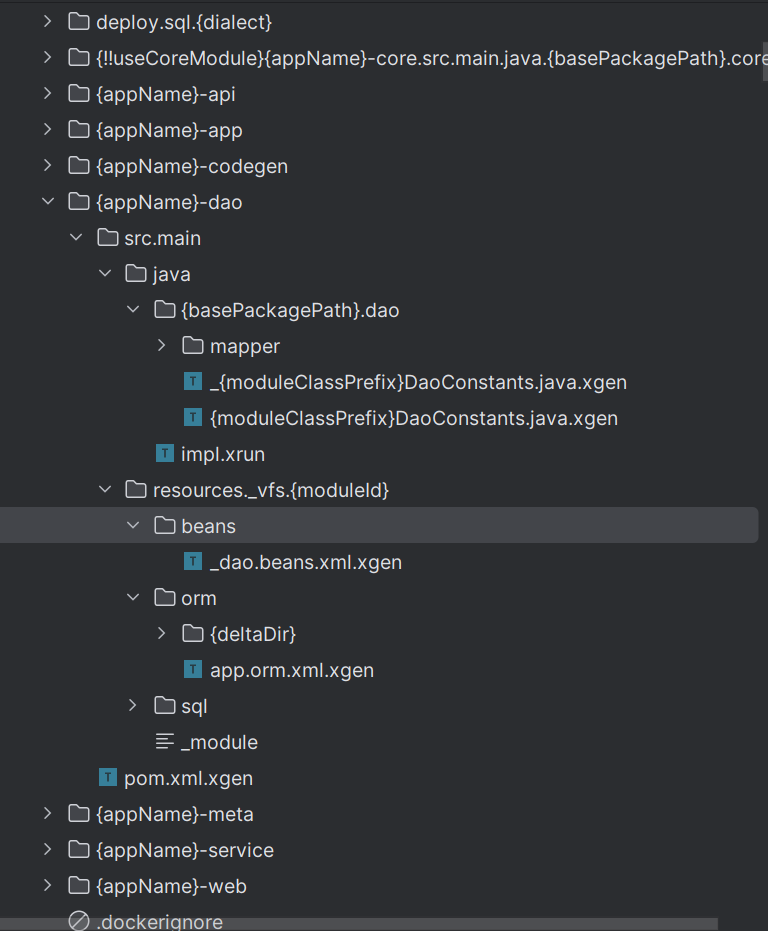 deploy.sql.{dialect}
{!!useCoreModule}{appName}-core.src.main.java.{basePackagePath}.core
{appName}-api
{appName}-app
{appName}-codegen
{appName}-dao
src.main
java
{basePackagePath}.dao
mapper
_{moduleClassPrefix}DaoConstants.java.xgen
{moduleClassPrefix}DaoConstants.java.xgen
impl.xrun
resources._vfs.{moduleId}
beans
_dao.beans.xml.xgen
orm
{deltaDir}
app.orm.xml.xgen
sql
_module
pom.xml.xgen
{appName}-meta
{appName}-service
{appName}-web
.dockerignore